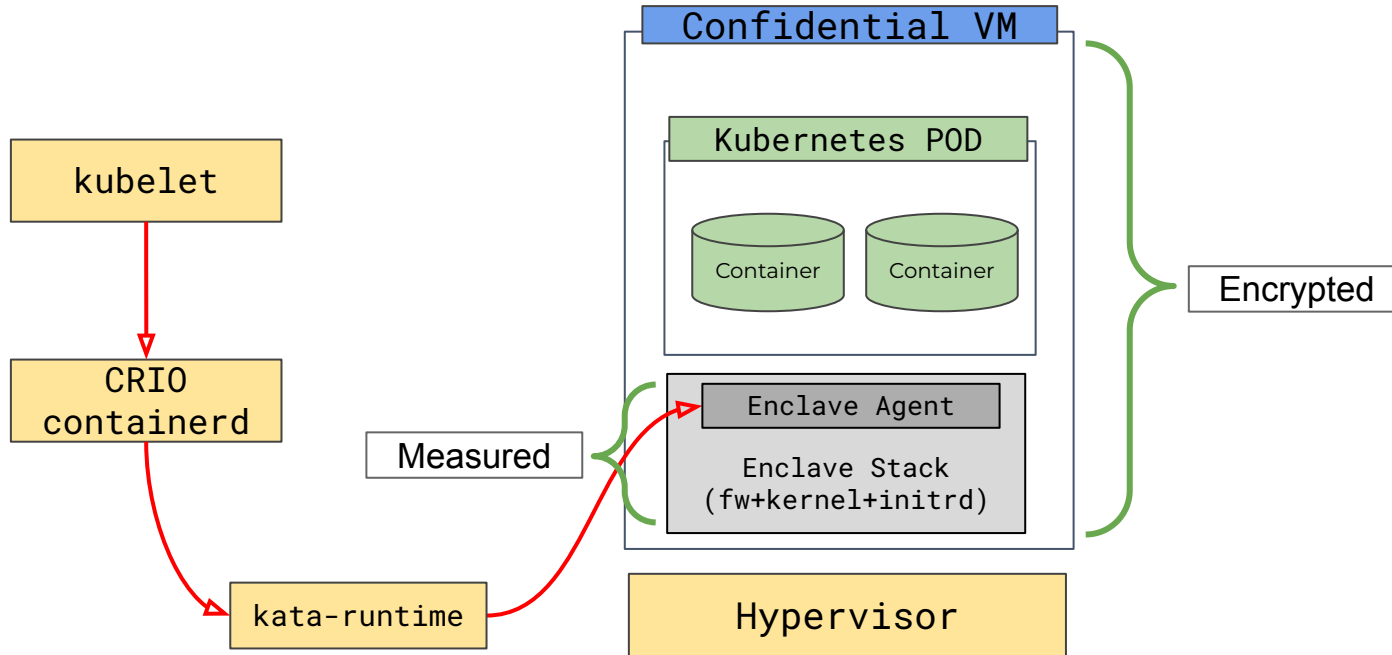 Confidential VM
Kubernetes POD
kubelet
Container
Container
Encrypted
CRIO
containerd
Enclave Agent
Measured
Enclave Stack
(fw+kernel+initrd)
kata-runtime
Hypervisor